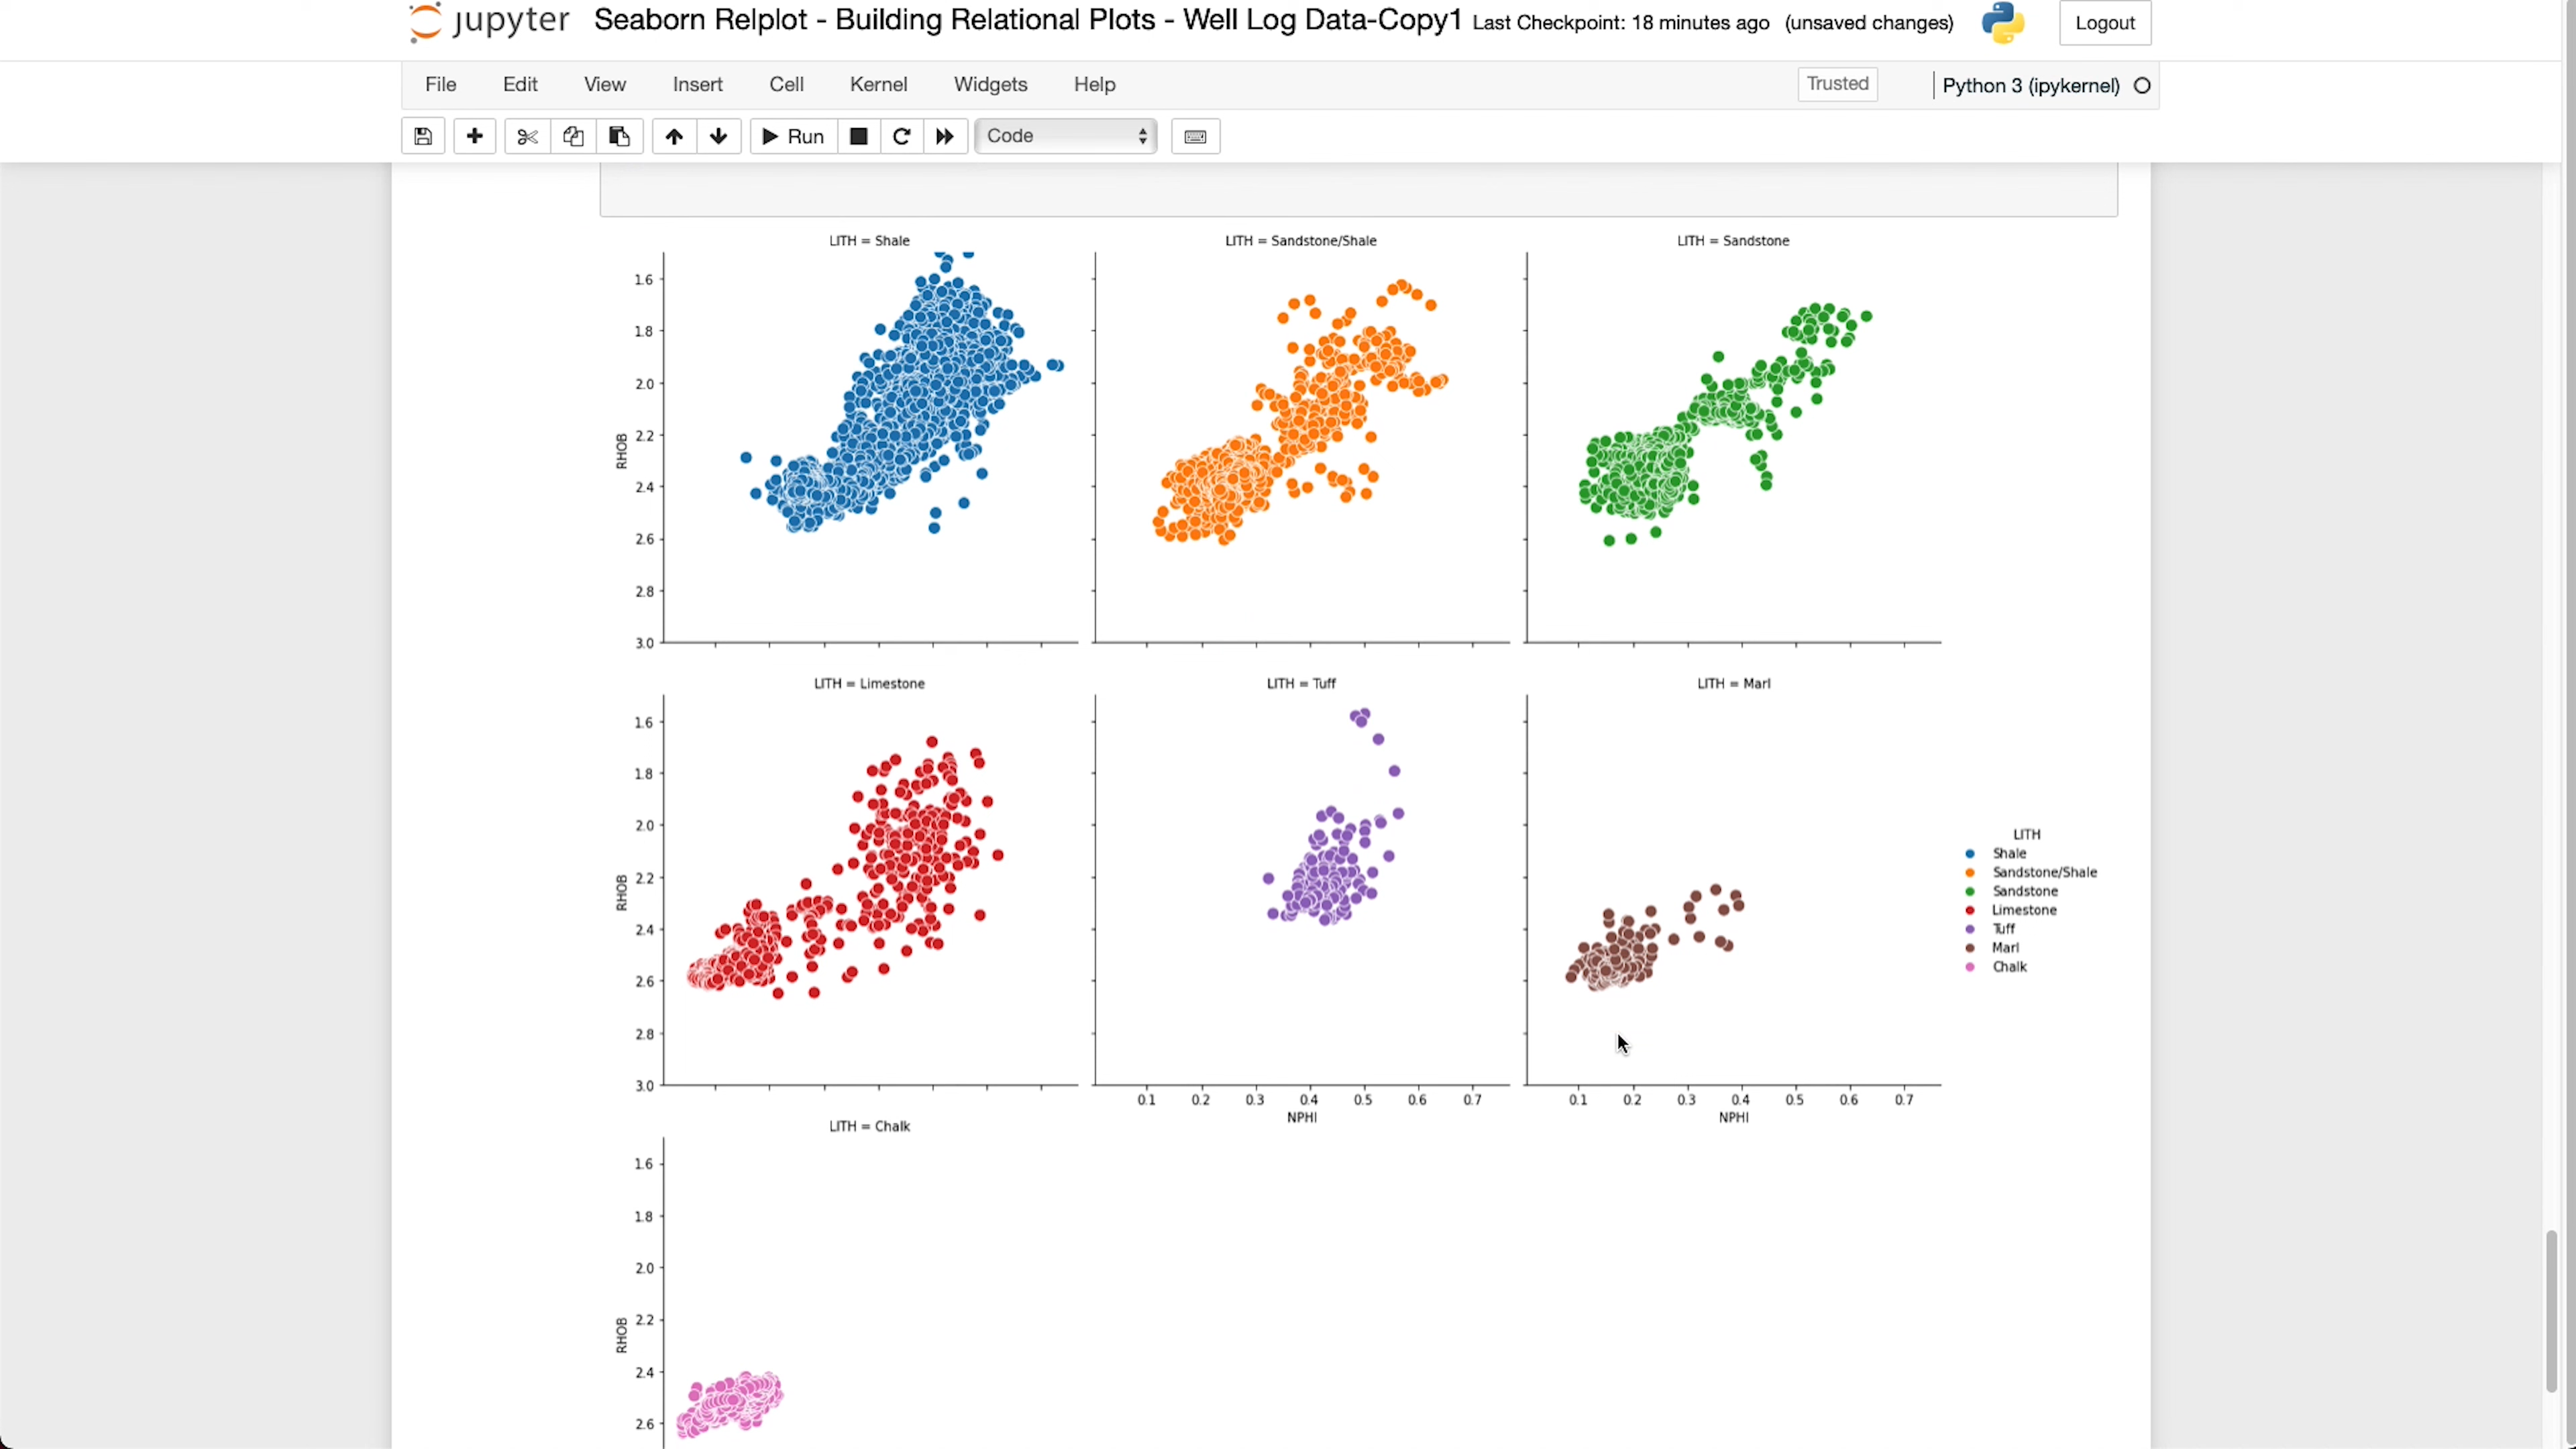 jupyter Seaborn Relplot - Building Relational Plots - Well Log Data-Copy1 Last Checkpoint: 18 minutes ago (unsaved changes) Logout
File Edit View Insert Cell Kernel Widgets Help Trusted Python 3 (ipykernel)
Run Code
LITH = Shale LITH = Sandstone/Shale LITH = Sandstone
1.6
1.8
2.0
2.2
2.4
2.6
2.8
3.0
RHOB
LITH = Limestone LITH = Tuff LITH = Marl
1.6
1.8
2.0
2.2
2.4
2.6
2.8
3.0
RHOB
0.1 0.2 0.3 0.4 0.5 0.6 0.7
NPHI
0.1 0.2 0.3 0.4 0.5 0.6 0.7
NPHI
LITH
Shale
Sandstone/Shale
Sandstone
Limestone
Tuff
Marl
Chalk
LITH = Chalk
1.6
1.8
2.0
2.2
2.4
2.6
RHOB